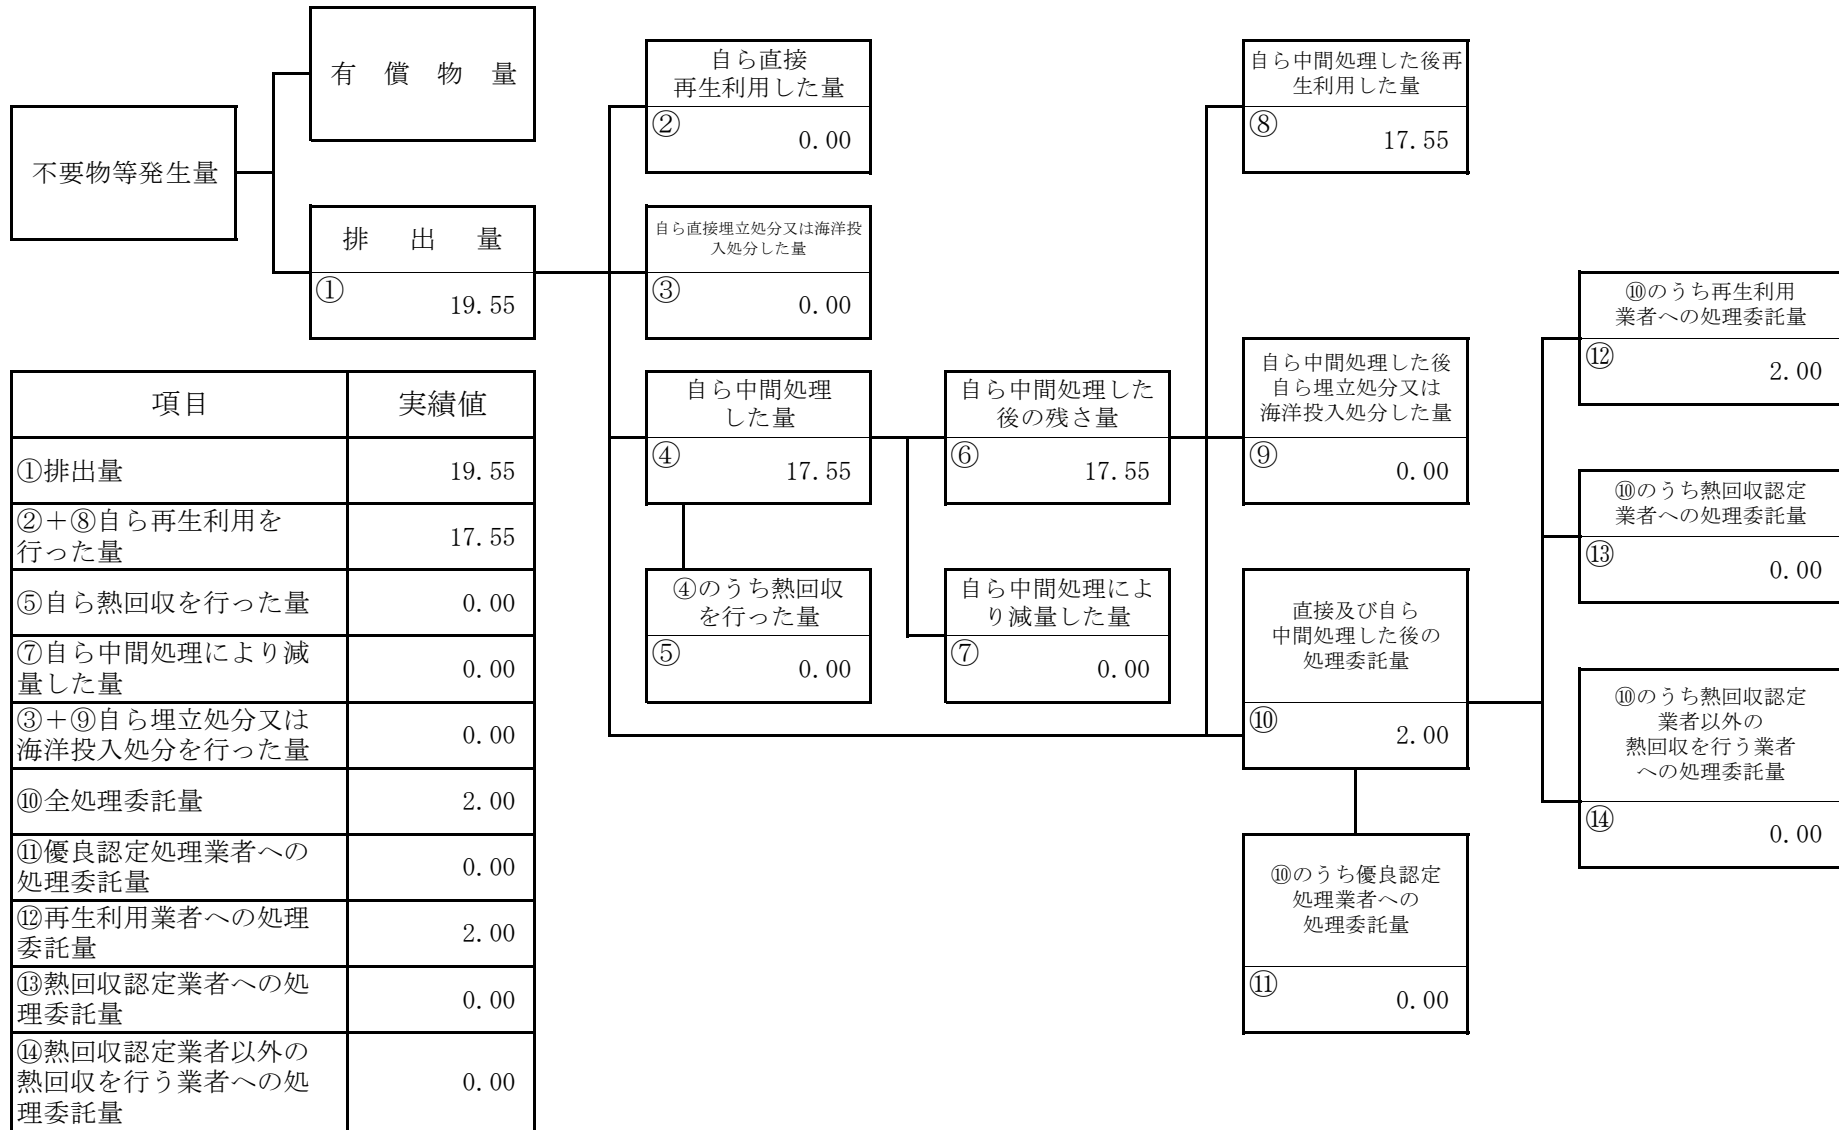 不要物等発生量
有 償 物 量
排 出 量
①
19.55
自ら直接
再生利用した量
②
0.00
自ら直接埋立処分又は海洋投
入処分した量
③
0.00
自ら中間処理
した量
④
17.55
④のうち熱回収
を行った量
⑤
0.00
自ら中間処理した
後の残さ量
⑥
17.55
自ら中間処理によ
り減量した量
⑦
0.00
自ら中間処理した後再
生利用した量
⑧
17.55
自ら中間処理した後
自ら埋立処分又は
海洋投入処分した量
⑨
0.00
直接及び自ら
中間処理した後の
処理委託量
⑩
2.00
⑩のうち優良認定
処理業者への
処理委託量
⑪
0.00
⑩のうち再生利用
業者への処理委託量
⑫
2.00
⑩のうち熱回収認定
業者への処理委託量
⑬
0.00
⑩のうち熱回収認定
業者以外の
熱回収を行う業者
への処理委託量
⑭
0.00
項目 実績値
①排出量 19.55
②＋⑧自ら再生利用を
行った量
17.55
⑤自ら熱回収を行った量 0.00
⑦自ら中間処理により減
量した量
0.00
③＋⑨自ら埋立処分又は
海洋投入処分を行った量
0.00
⑩全処理委託量 2.00
⑪優良認定処理業者への
処理委託量
0.00
⑫再生利用業者への処理
委託量
2.00
⑬熱回収認定業者への処
理委託量
0.00
⑭熱回収認定業者以外の
熱回収を行う業者への処
理委託量
0.00